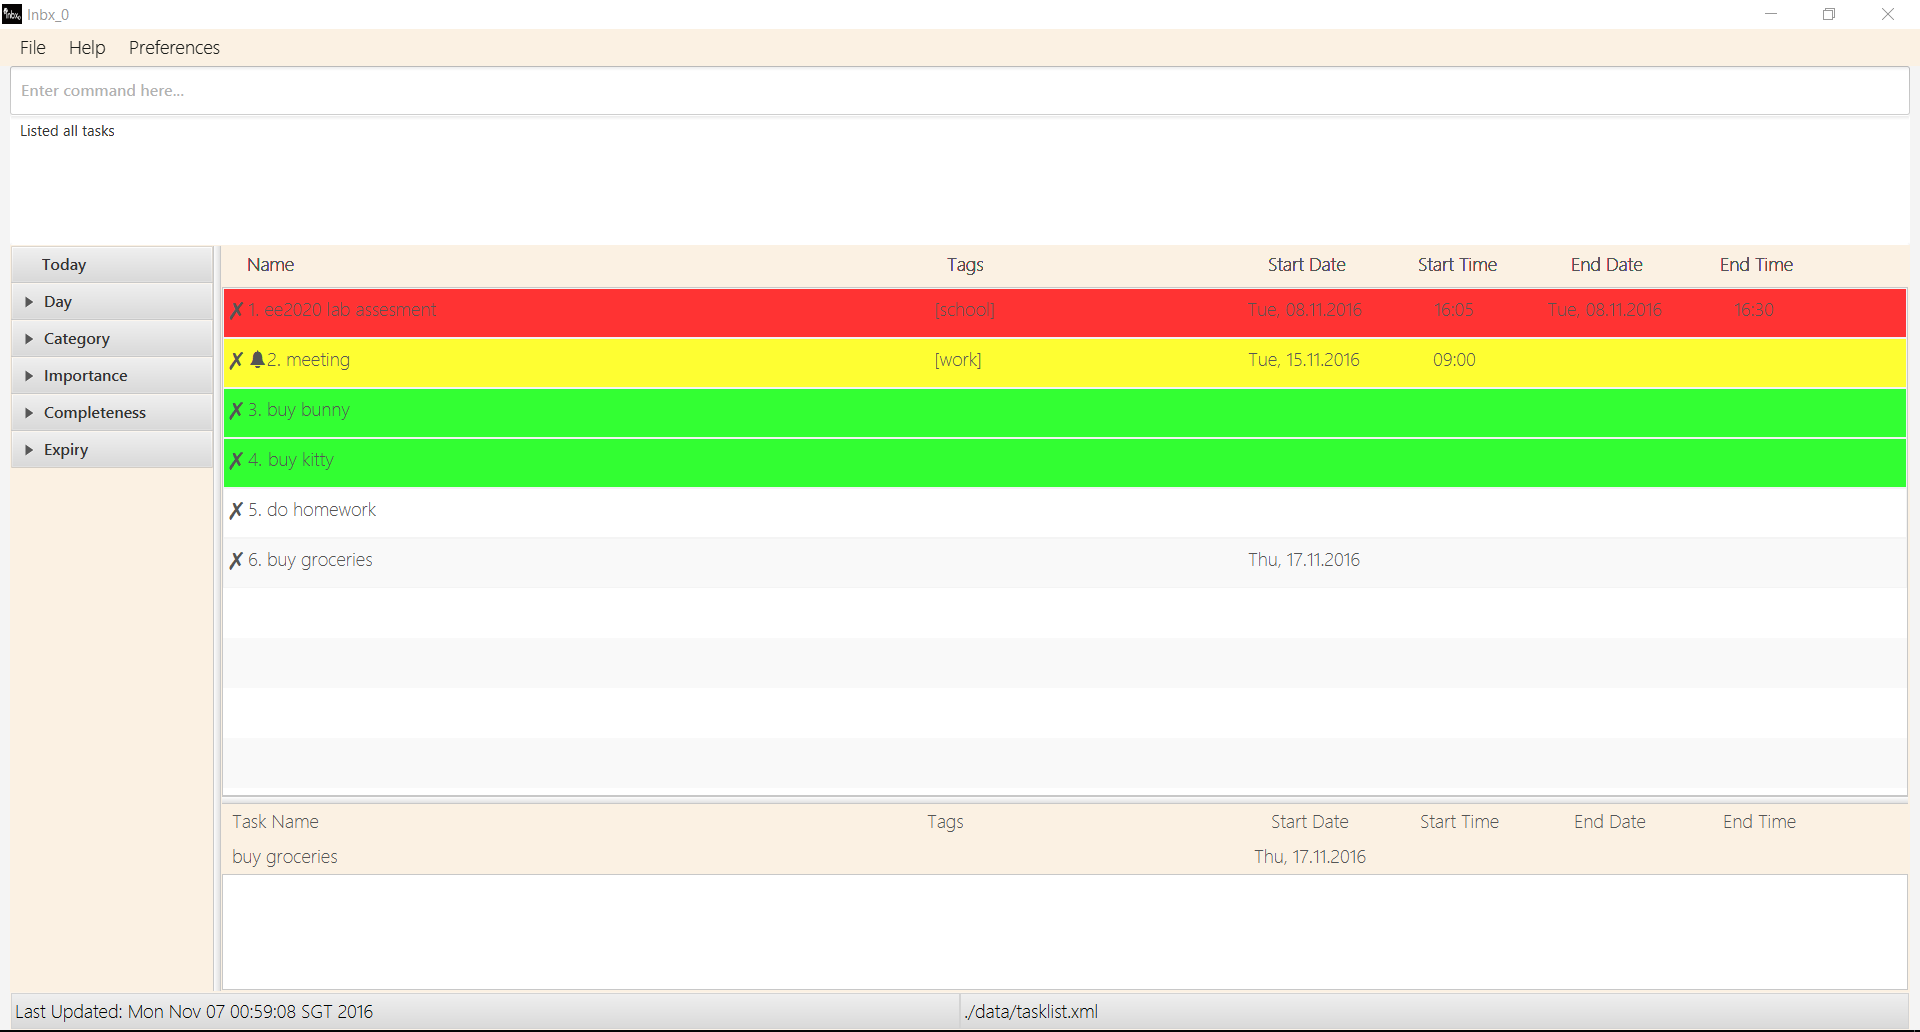 Inbx_0
File Help Preferences
Enter command here...
Listed all tasks
Today
Day
Category
Importance
Completeness
Expiry
Name Tags Start Date Start Time End Date End Time
✗ 1. ee2020 lab assesment [school] Tue, 08.11.2016 16:05 Tue, 08.11.2016 16:30
✗ 2. meeting [work] Tue, 15.11.2016 09:00
✗ 3. buy bunny
✗ 4. buy kitty
✗ 5. do homework
✗ 6. buy groceries Thu, 17.11.2016
Task Name Tags Start Date Start Time End Date End Time
buy groceries Thu, 17.11.2016
Last Updated: Mon Nov 07 00:59:08 SGT 2016 ./data/tasklist.xml